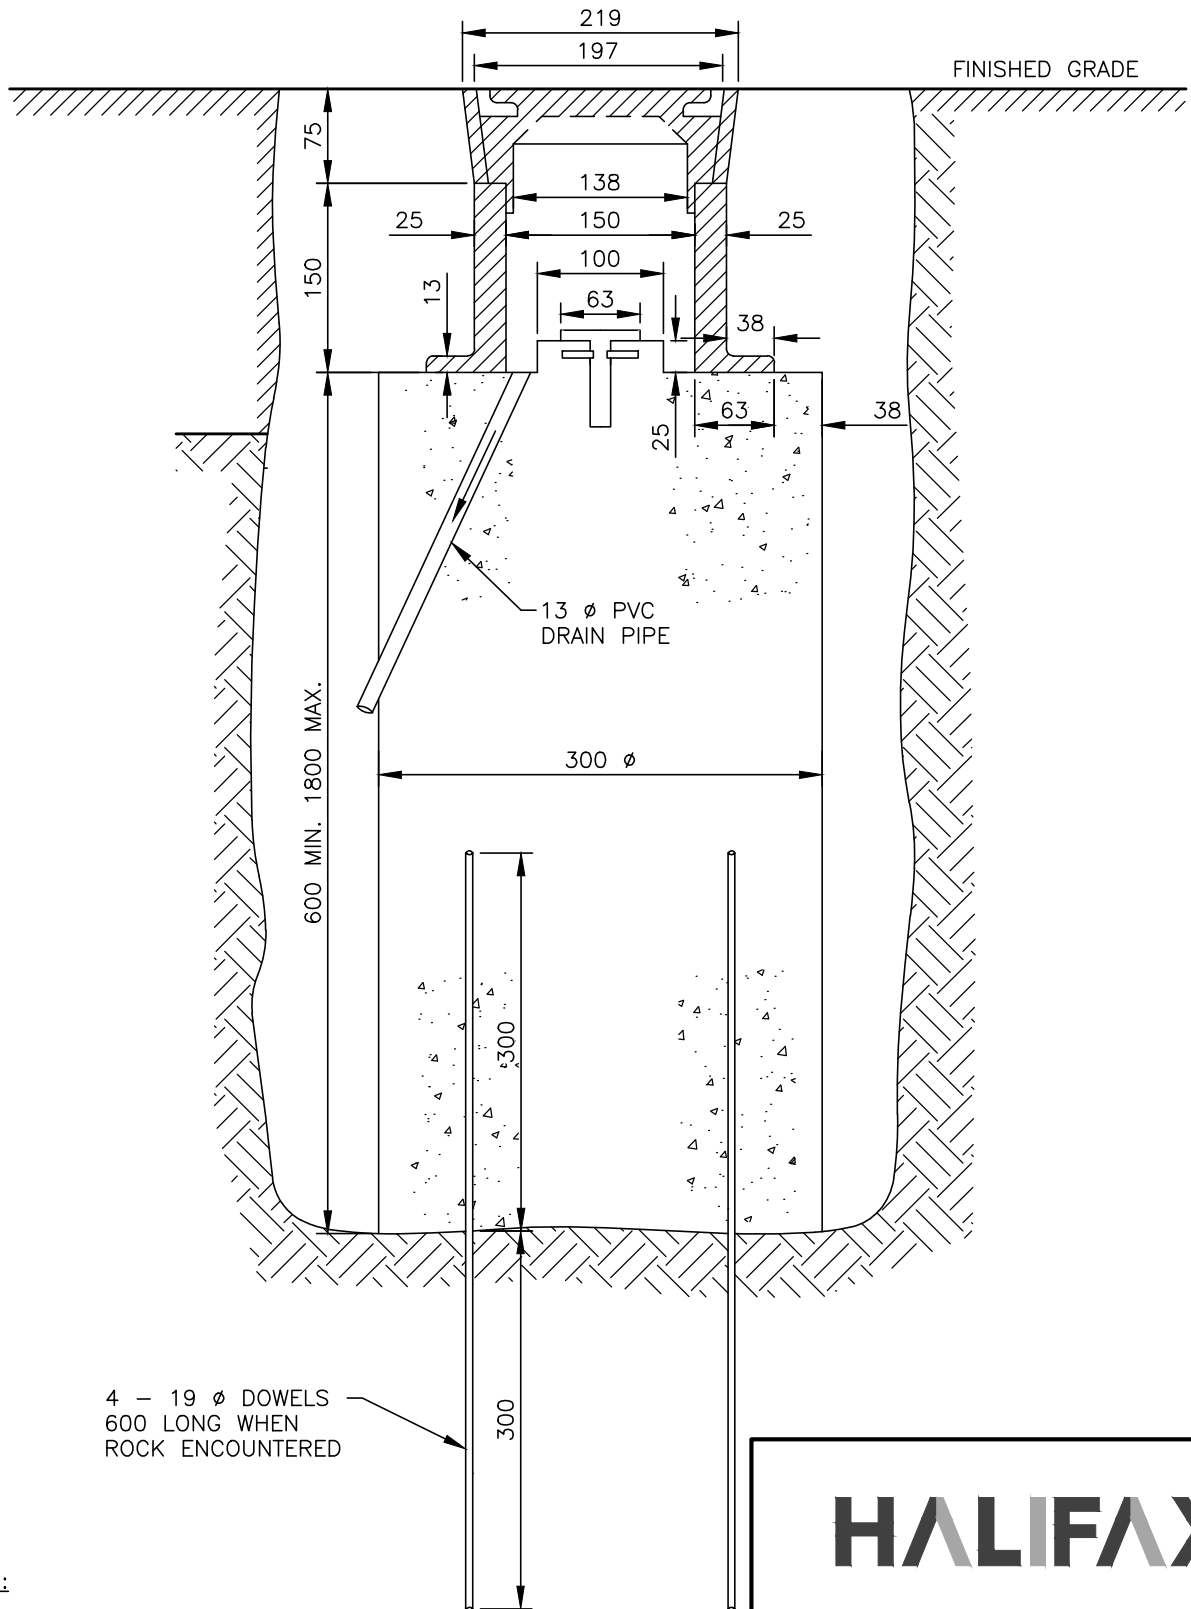 219
197
FINISHED GRADE
75
138
25
150
25
150
100
13
63
38
63
38
25
13 ø PVC
DRAIN PIPE
600 MIN. 1800 MAX.
300 ø
300
4 – 19 ø DOWELS
600 LONG WHEN
ROCK ENCOUNTERED
300
HALIFAX
: